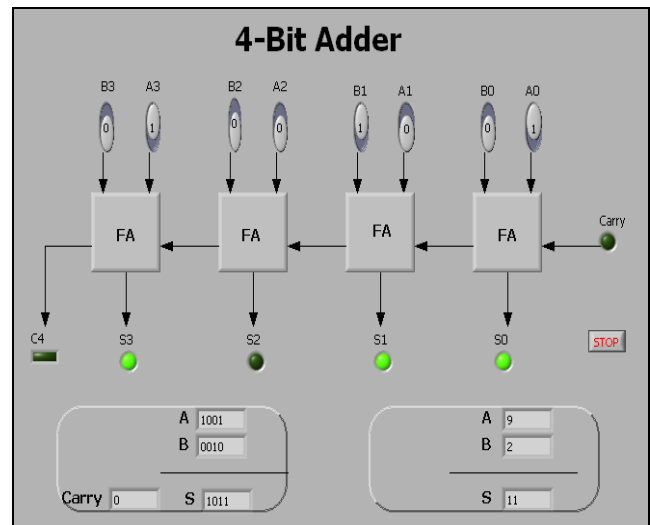 4-Bit Adder
B3 A3 B2 A2 B1 A1 B0 A0
0 1 0 0 1 0 0 1
Carry
FA FA FA FA
C4 S3 S2 S1 S0
STOP
A 1001
B 0010
Carry 0 S 1011
A 9
B 2
S 11